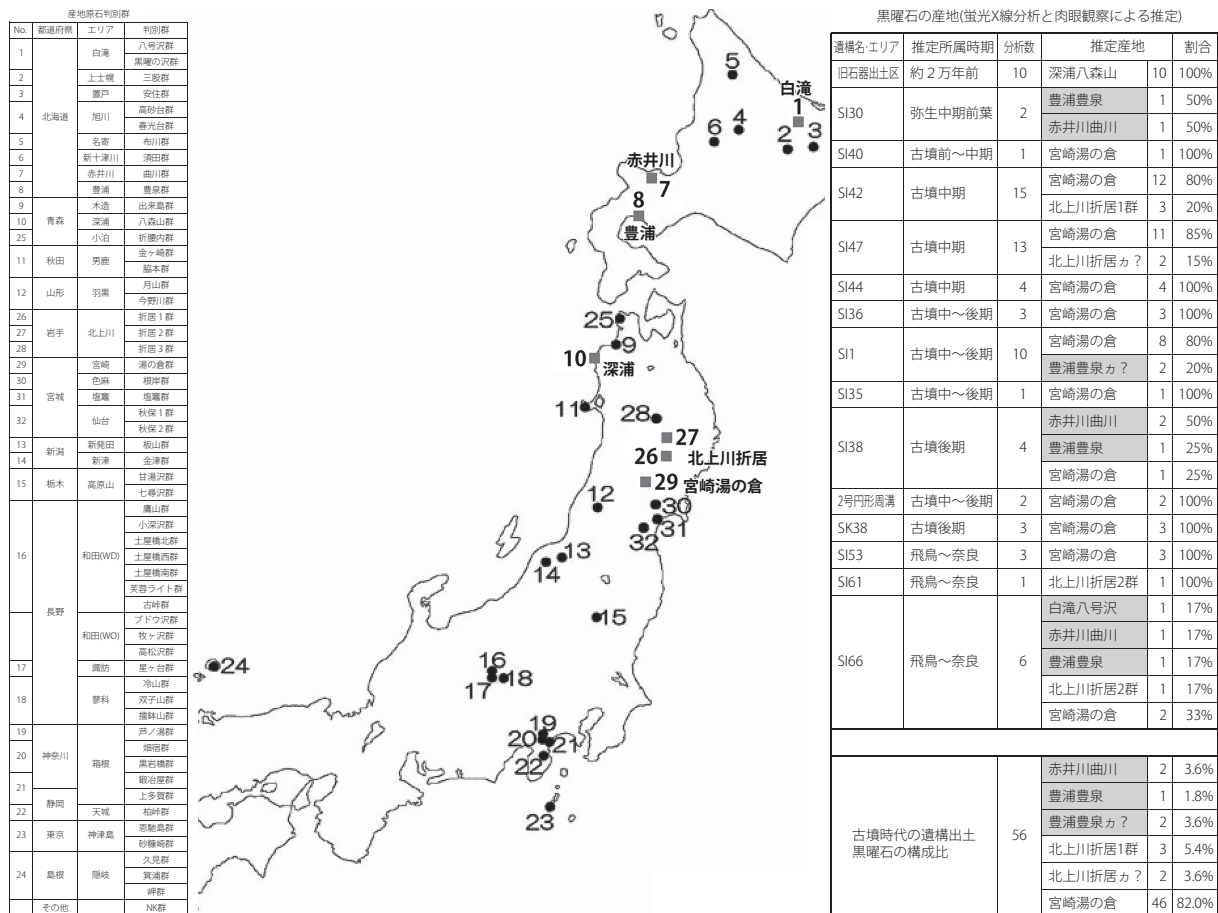 産地原石判別群
No. 都道府県 エリア 判別群
1 北海道 白滝 八号沢群
黒曜の沢群
2 上士幌 三股群
3 置戸 安住群
4 旭川 高砂台群
春光台群
5 名寄 布川群
6 新十津川 須田群
7 赤井川 曲川群
8 豊浦 豊泉群
9 青森 木造 出来島群
10 深浦 八森山群
25 小泊 折腰内群
11 秋田 男鹿 金ヶ崎群
脇本群
12 山形 羽黒 月山群
今野川群
26 岩手 北上川 折居1群
27 折居2群
28 折居3群
29 宮城 宮崎 湯の倉群
30 色麻 根岸群
31 塩竈 塩竈群
32 仙台 秋保1群
秋保2群
13 新潟 新発田 板山群
14 新津 金津群
15 栃木 高原山 甘湯沢群
七尋沢群
16 長野 和田(WD) 鷹山群
小深沢群
土屋橋北群
土屋橋西群
土屋橋南群
芙蓉ライト群
古峠群
和田(WO) ブドウ沢群
牧ヶ沢群
高松沢群
17 諏訪 星ヶ台群
18 蓼科 冷山群
双子山群
擂鉢山群
19 神奈川 箱根 芦ノ湯群
20 畑宿群
黒岩橋群
21 鍛冶屋群
静岡 上多賀群
22 天城 柏峠群
23 東京 神津島 恩馳島群
砂糠崎群
24 島根 隠岐 久見群
箕浦群
岬群
その他 NK群
5
白滝
1
6 4 2 3
赤井川
7
8
豊浦
25
9
10 深浦
11
28
27
26 北上川折居
29 宮崎湯の倉
12
30
31
32
13
14
15
24
16
17 18
19
20 21
22
23
黒曜石の産地(蛍光X線分析と肉眼観察による推定)
遺構名・エリア 推定所属時期 分析数 推定産地 割合
旧石器出土区 約2万年前 10 深浦八森山 10 100%
SI30 弥生中期前葉 2 豊浦豊泉 1 50%
赤井川曲川 1 50%
SI40 古墳前〜中期 1 宮崎湯の倉 1 100%
SI42 古墳中期 15 宮崎湯の倉 12 80%
北上川折居1群 3 20%
SI47 古墳中期 13 宮崎湯の倉 11 85%
北上川折居ヵ? 2 15%
SI44 古墳中期 4 宮崎湯の倉 4 100%
SI36 古墳中〜後期 3 宮崎湯の倉 3 100%
SI1 古墳中〜後期 10 宮崎湯の倉 8 80%
豊浦豊泉ヵ? 2 20%
SI35 古墳中〜後期 1 宮崎湯の倉 1 100%
SI38 古墳後期 4 赤井川曲川 2 50%
豊浦豊泉 1 25%
宮崎湯の倉 1 25%
2号円形周溝 古墳中〜後期 2 宮崎湯の倉 2 100%
SK38 古墳後期 3 宮崎湯の倉 3 100%
SI53 飛鳥〜奈良 3 宮崎湯の倉 3 100%
SI61 飛鳥〜奈良 1 北上川折居2群 1 100%
SI66 飛鳥〜奈良 6 白滝八号沢 1 17%
赤井川曲川 1 17%
豊浦豊泉 1 17%
北上川折居2群 1 17%
宮崎湯の倉 2 33%
古墳時代の遺構出土
黒曜石の構成比 56 赤井川曲川 2 3.6%
豊浦豊泉 1 1.8%
豊浦豊泉ヵ? 2 3.6%
北上川折居1群 3 5.4%
北上川折居ヵ? 2 3.6%
宮崎湯の倉 46 82.0%